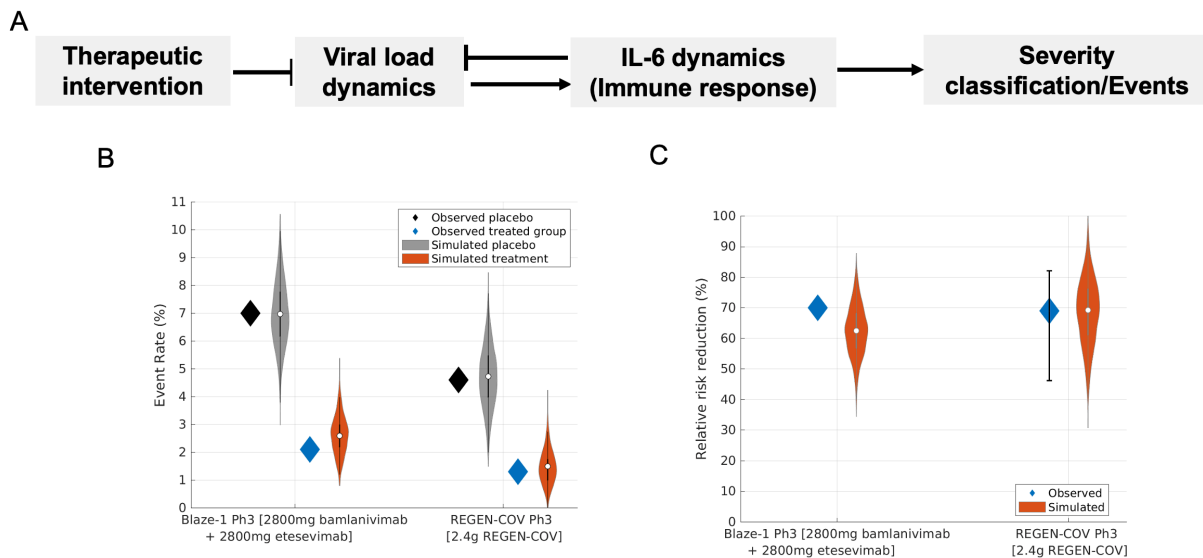 A
Therapeutic
intervention
Viral load
dynamics
IL-6 dynamics
(Immune response)
Severity
classification/Events
B
Event Rate (%)
11
10
9
8
7
6
5
4
3
2
1
0
Observed placebo
Observed treated group
Simulated placebo
Simulated treatment
Blaze-1 Ph3 [2800mg bamlanivimab
+ 2800mg etesevimab]
REGEN-COV Ph3
[2.4g REGEN-COV]
C
Relative risk reduction (%)
100
90
80
70
60
50
40
30
20
10
0
Observed
Simulated
Blaze-1 Ph3 [2800mg bamlanivimab
+ 2800mg etesevimab]
REGEN-COV Ph3
[2.4g REGEN-COV]